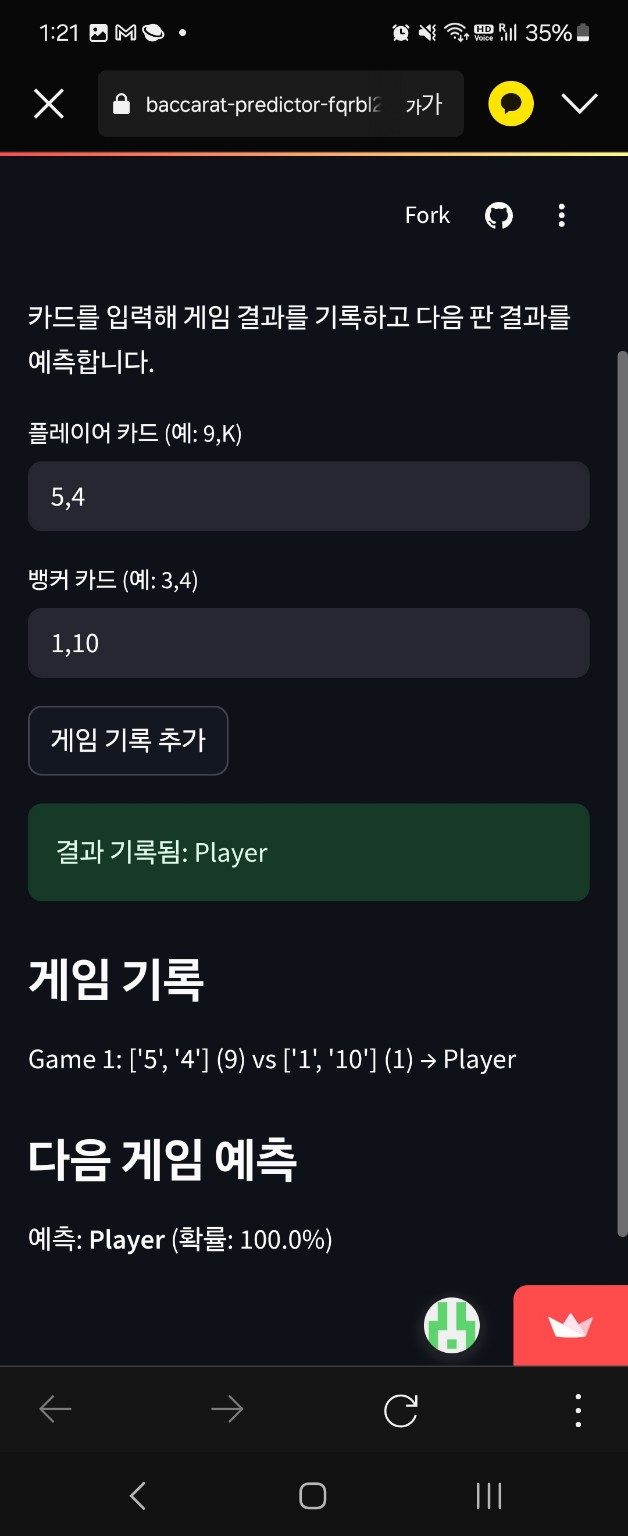 1:21
HD Voice R 35%
baccarat-predictor-fqrbl2 가가
Fork
카드를 입력해 게임 결과를 기록하고 다음 판 결과를
예측합니다.
플레이어 카드 (예: 9,K)
5,4
뱅커 카드 (예: 3,4)
1,10
게임 기록 추가
결과 기록됨: Player
게임 기록
Game 1: ['5', '4'] (9) vs ['1', '10'] (1) → Player
다음 게임 예측
예측: Player (확률: 100.0%)